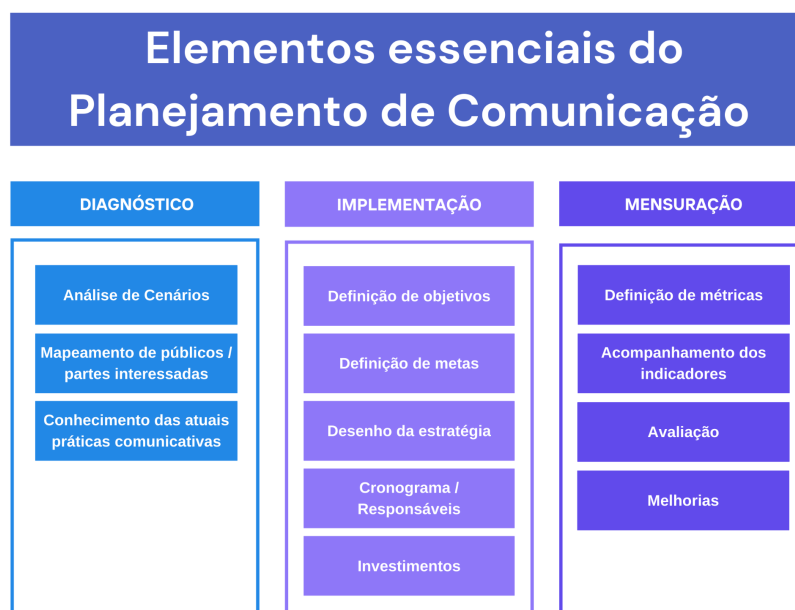 Elementos essenciais do
Planejamento de Comunicação
DIAGNÓSTICO
Análise de Cenários
Mapeamento de públicos /
partes interessadas
Conhecimento das atuais
práticas comunicativas
IMPLEMENTAÇÃO
Definição de objetivos
Definição de metas
Desenho da estratégia
Cronograma /
Responsáveis
Investimentos
MENSURAÇÃO
Definição de métricas
Acompanhamento dos
indicadores
Avaliação
Melhorias